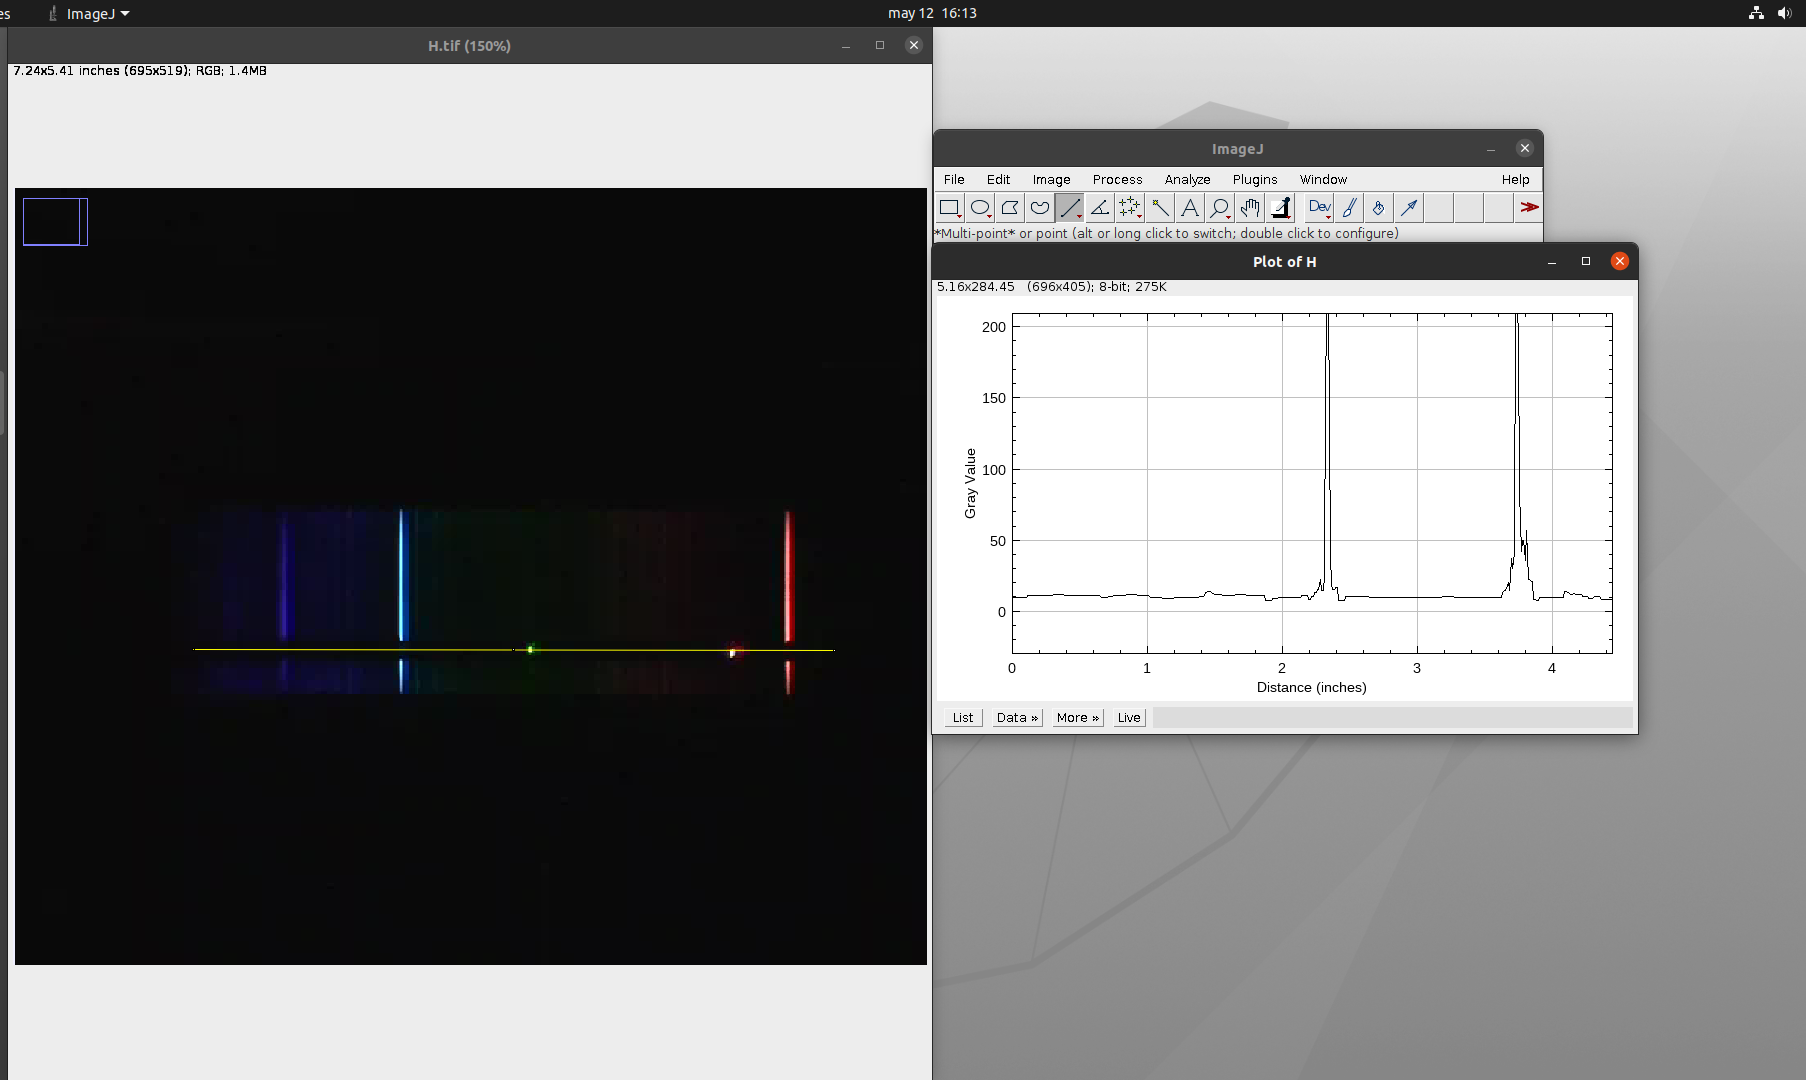 es
ImageJ
may 12 16:13
H.tif (150%)
7.24x5.41 inches (695x519); RGB; 1.4MB
ImageJ
File Edit Image Process Analyze Plugins Window Help
A Dev
*Multi-point* or point (alt or long click to switch; double click to configure)
Plot of H
5.16x284.45 (696x405); 8-bit; 275K
200
150
100
50
0
Gray Value
0 1 2 3 4
Distance (inches)
List Data » More » Live